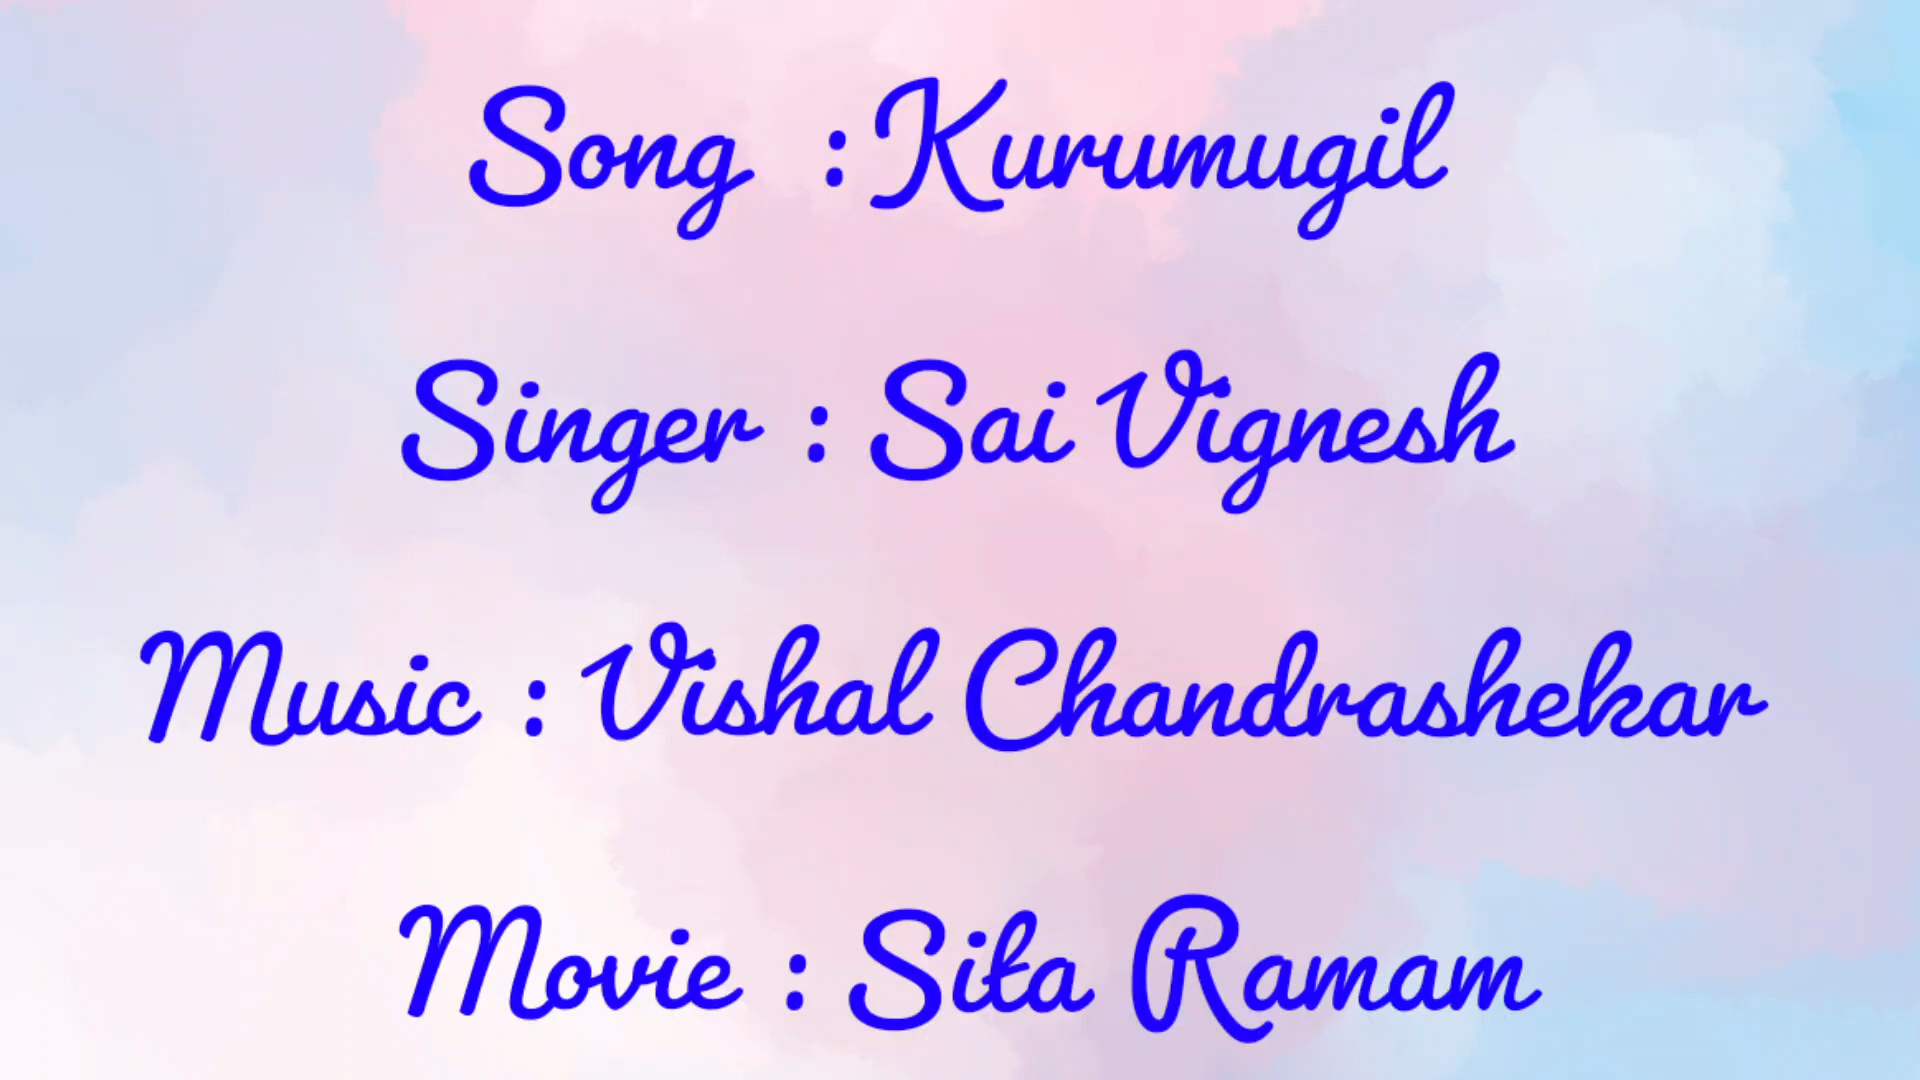 Song : Kurumugil
Singer : Sai Vignesh
Music : Vishal Chandrashekar
Movie : Sita Ramam